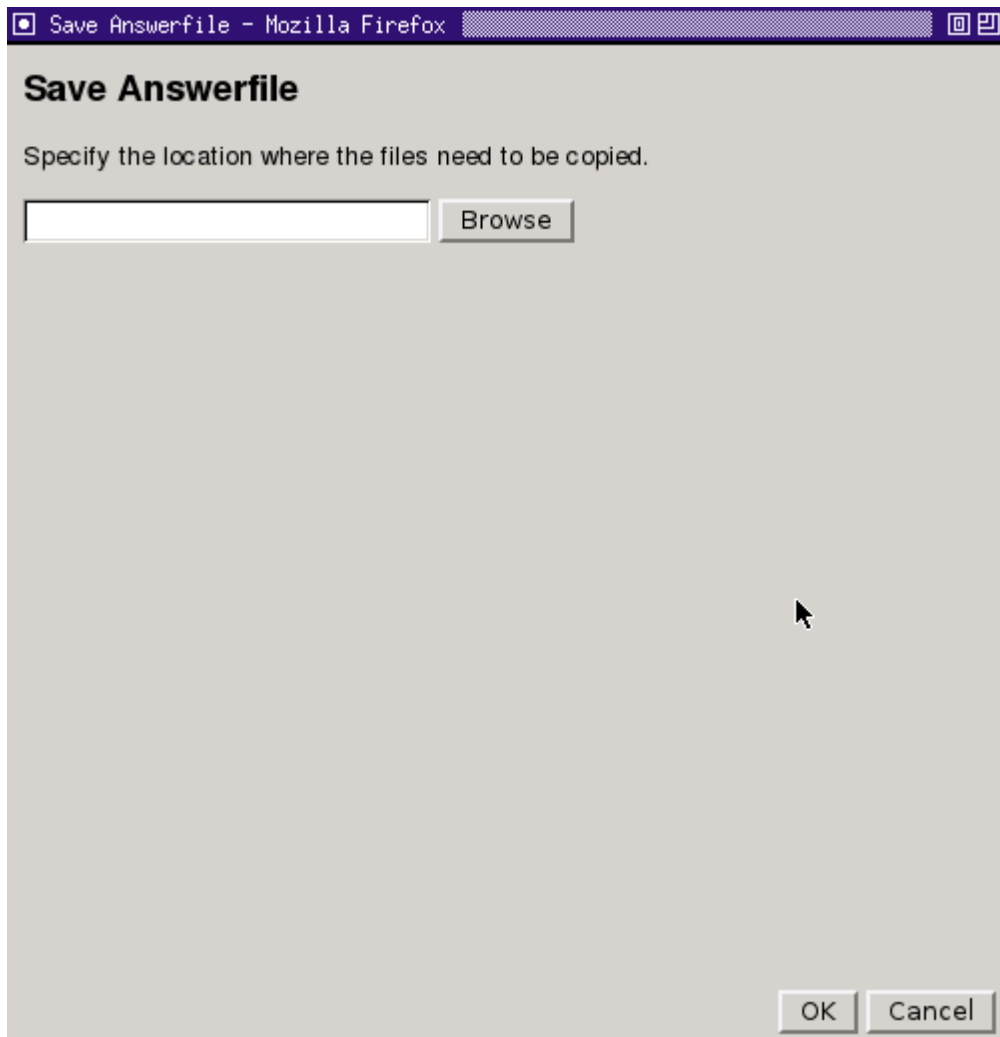 Save Answerfile - Mozilla Firefox
Save Answerfile
Specify the location where the files need to be copied.
Browse
OK Cancel